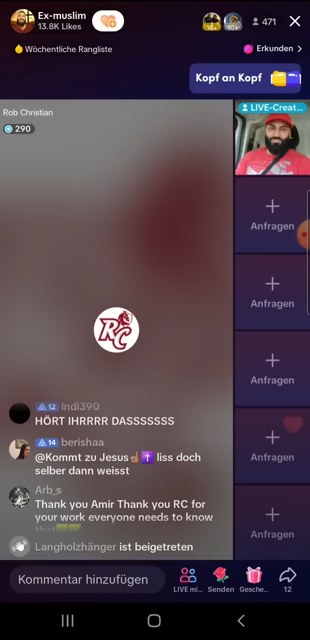 Ex-muslim
13.8K Likes
471
Wöchentliche Rangliste
Erkunden
Kopf an Kopf
Rob Christian
290
LIVE-Creat...
Anfragen
Anfragen
Anfragen
Anfragen
Anfragen
RC
12 indi390
HÖRT IHRRRR DASSSSSSS
14 berishaa
@Kommt zu Jesus☝🏽✝️ liss doch
selber dann weisst
Arb_s
Thank you Amir Thank you RC for
your work everyone needs to know
that
Langholzhänger ist beigetreten
Kommentar hinzufügen
LIVE mi...
Senden
Gesche...
12